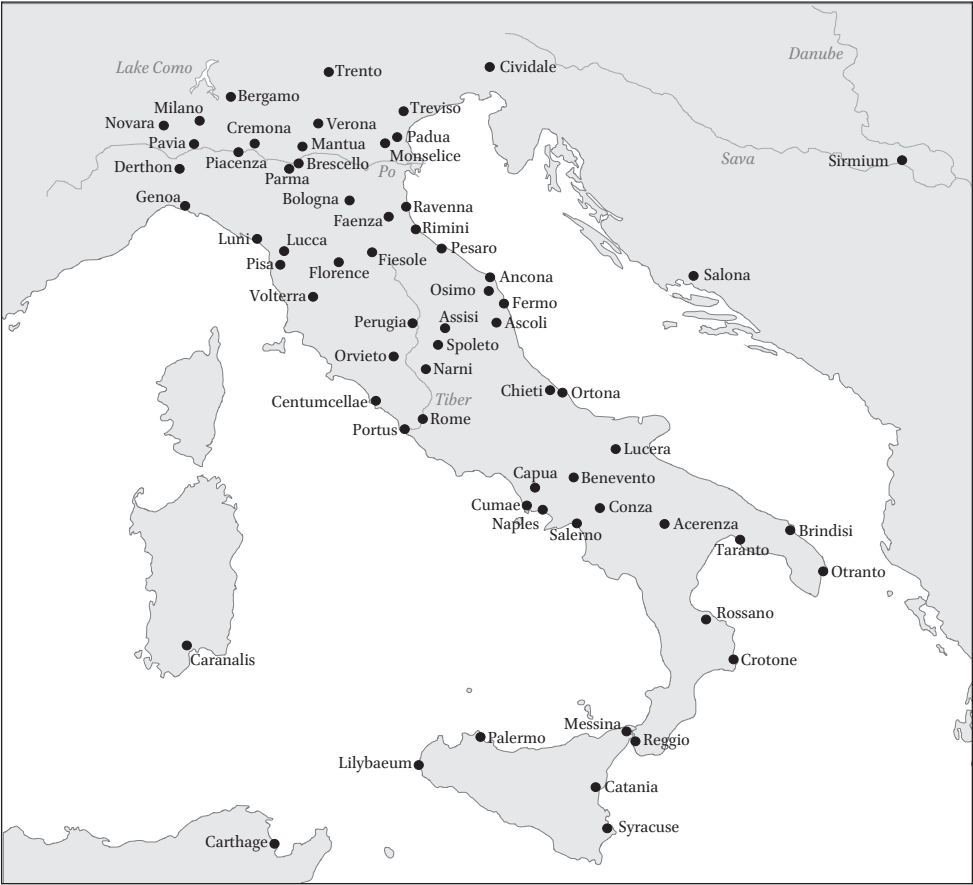 Danube
Lake Como
Trento
Cividale
Bergamo
Milano
Treviso
Novara
Cremona
Verona
Padua
Pavia
Mantua
Monselice
Piacenza
Brescello
Sava
Sirmium
Derthon
Parma
Po
Genoa
Bologna
Ravenna
Faenza
Rimini
Luni
Lucca
Pesaro
Pisa
Fiesole
Florence
Ancona
Salona
Osimo
Volterra
Fermo
Assisi
Perugia
Ascoli
Spoleto
Orvieto
Narni
Chieti
Ortona
Centumcellae
Tiber
Rome
Portus
Lucera
Capua
Benevento
Cumae
Conza
Naples
Salerno
Acerenza
Brindisi
Taranto
Otranto
Rossano
Caranalis
Crotone
Messina
Palermo
Reggio
Lilybaeum
Catania
Syracuse
Carthage